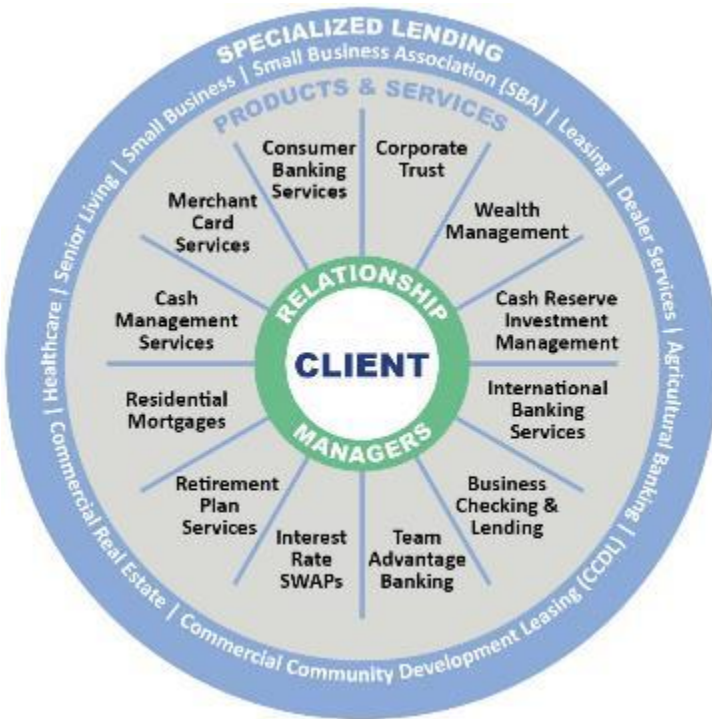 SPECIALIZED LENDING
Commercial Real Estate | Healthcare | Senior Living | Small Business | Small Business Association (SBA) | Leasing | Dealer Services | Agricultural Banking | Commercial Community Development Leasing (CCDL) |
PRODUCTS & SERVICES
Consumer
Banking
Services
Corporate
Trust
Wealth
Management
Cash Reserve
Investment
Management
International
Banking
Services
Business
Checking &
Lending
Team
Advantage
Banking
Interest
Rate
SWAPs
Retirement
Plan
Services
Residential
Mortgages
Cash
Management
Services
Merchant
Card
Services
RELATIONSHIP
MANAGERS
CLIENT